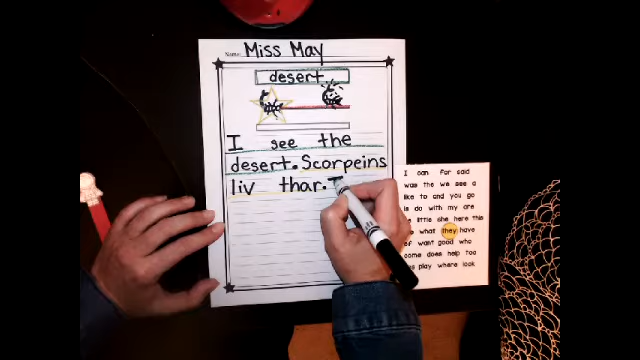 Name: Miss May
desert
I see the
desert. Scorpeins
liv thar. T
I can for said
was the we see a
like to and you go
is do with my are
little she here this
what they have
of want good who
come does help too
play where look